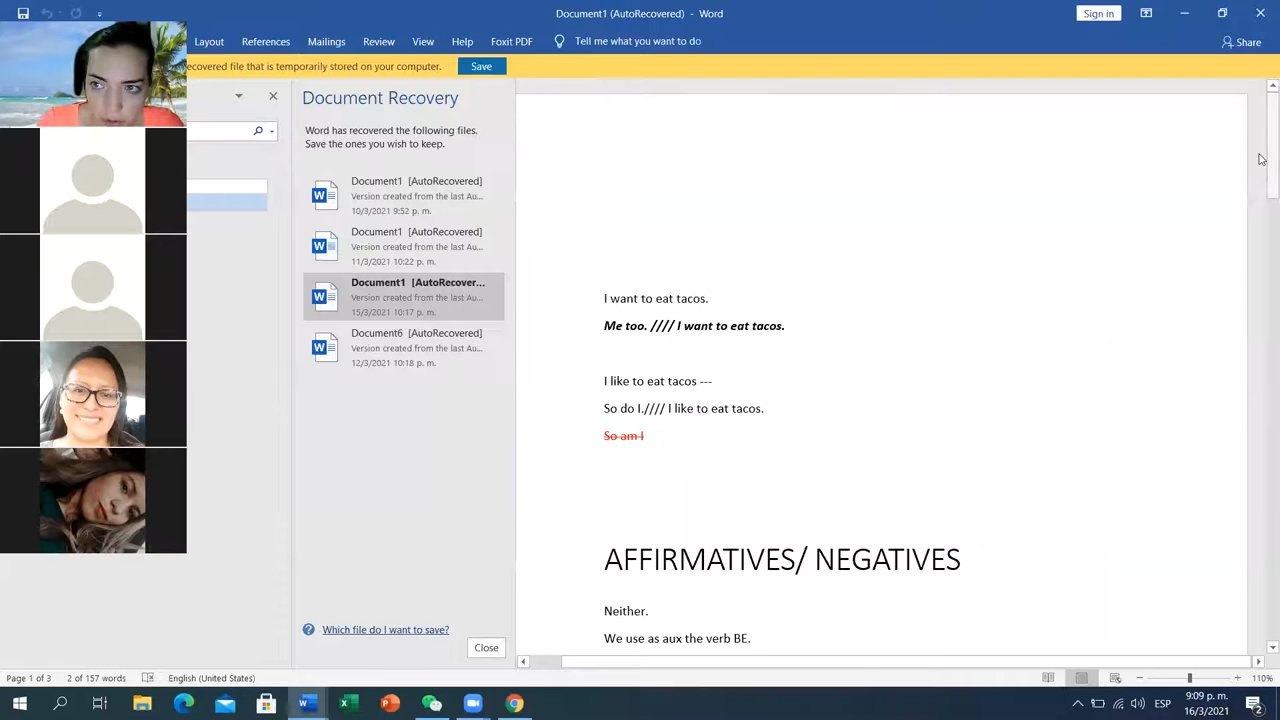 Document1 (AutoRecovered) - Word
Sign in
Layout References Mailings Review View Help Foxit PDF Tell me what you want to do
Share
ecovered file that is temporarily stored on your computer. Save
Document Recovery
Word has recovered the following files.
Save the ones you wish to keep.
Document1 [AutoRecovered]
Version created from the last Au...
10/3/2021 9:52 p. m.
Document1 [AutoRecovered]
Version created from the last Au...
11/3/2021 10:22 p. m.
Document1 [AutoRecover...
Version created from the last Au...
15/3/2021 10:17 p. m.
Document6 [AutoRecovered]
Version created from the last Au...
12/3/2021 10:18 p. m.
Which file do I want to save?
Close
I want to eat tacos.
Me too. //// I want to eat tacos.
I like to eat tacos ---
So do I.//// I like to eat tacos.
So am I
AFFIRMATIVES/ NEGATIVES
Neither.
We use as aux the verb BE.
Page 1 of 3 2 of 157 words English (United States) 110%
ESP 9:09 p. m.
16/3/2021
2